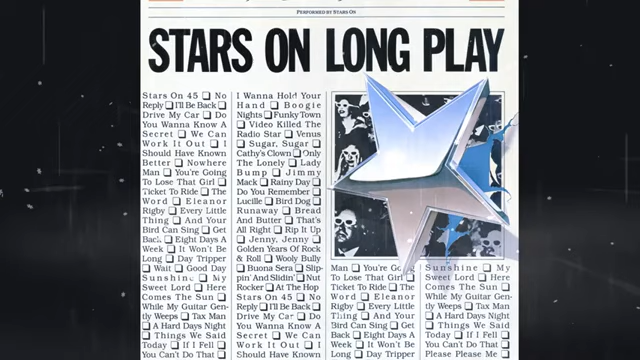 PERFORMED BY STARS ON
STARS ON LONG PLAY
Stars On 45 ❏ No
Reply ❏ I'll Be Back ❏
Drive My Car ❏ Do
You Wanna Know A
Secret ❏ We Can
Work It Out ❏ I
Should Have Known
Better ❏ Nowhere
Man ❏ You're Going
To Lose That Girl ❏
Ticket To Ride ❏ The
Word ❏ Eleanor
Rigby ❏ Every Little
Thing ❏ And Your
Bird Can Sing ❏ Get
Back ❏ Eight Days A
Week ❏ It Won't Be
Long ❏ Day Tripper
❏ Wait ❏ Good Day
Sunshine ❏ My
Sweet Lord ❏ Here
Comes The Sun ❏
While My Guitar Gen-
tly Weeps ❏ Tax Man
❏ A Hard Days Night
❏ Things We Said
Today ❏ If I Fell ❏
You Can't Do That ❏
I Wanna Hold Your
Hand ❏ Boogie
Nights ❏ Funky Town
❏ Video Killed The
Radio Star ❏ Venus
❏ Sugar, Sugar ❏
Cathy's Clown ❏ Only
The Lonely ❏ Lady
Bump ❏ Jimmy
Mack ❏ Rainy Day ❏
Do You Remember ❏
Lucille ❏ Bird Dog ❏
Runaway ❏ Bread
And Butter ❏ That's
All Right ❏ Rip It Up
❏ Jenny, Jenny ❏
Golden Years Of Rock
& Roll ❏ Wooly Bully
❏ Buona Sera ❏ Slip-
pin And Slidin' ❏ Nut
Rocker ❏ At The Hop
Stars On 45 ❏ No
Reply ❏ I'll Be Back ❏
Drive My Car ❏ Do
You Wanna Know A
Secret ❏ We Can
Work It Out ❏ I
Should Have Known
Man ❏ You're Going
To Lose That Girl ❏
Ticket To Ride ❏ The
Word ❏ Eleanor
Rigby ❏ Every Little
Thing ❏ And Your
Bird Can Sing ❏ Get
Back ❏ Eight Days A
Week ❏ It Won't Be
Long ❏ Day Tripper
Sunshine ❏ My
Sweet Lord ❏ Here
Comes The Sun ❏
While My Guitar Gen-
tly Weeps ❏ Tax Man
❏ A Hard Days Night
❏ Things We Said
Today ❏ If I Fell ❏
You Can't Do That ❏
Please Please Me ❏